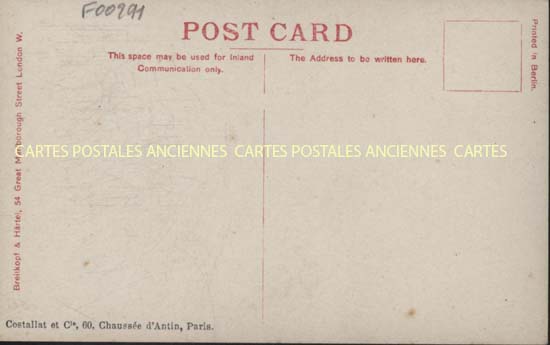 F00291
POST CARD
This space may be used for Inland
Communication only.
The Address to be written here.
Printed in Berlin.
Breitkopf & Härtel, 54 Great Marlborough Street London W.
CARTES POSTALES ANCIENNES CARTES POSTALES ANCIENNES CARTES
Costallat et Cie, 60, Chaussée d'Antin, Paris.